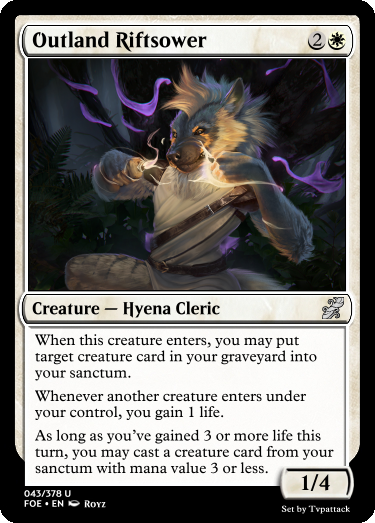 Outland Riftsower 2
Creature — Hyena Cleric
When this creature enters, you may put
target creature card in your graveyard into
your sanctum.
Whenever another creature enters under
your control, you gain 1 life.
As long as you've gained 3 or more life this
turn, you may cast a creature card from your
sanctum with mana value 3 or less.
1/4
043/378 U
FOE • EN Royz
Set by Tvpattack